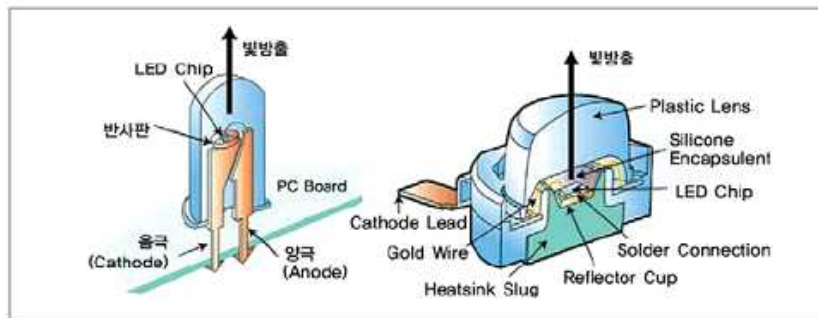 빛방출
LED Chip
반사판
PC Board
음극
(Cathode)
양극
(Anode)
빛방출
Plastic Lens
Silicone
Encapsulent
LED Chip
Cathode Lead
Gold Wire
Solder Connection
Reflector Cup
Heatsink Slug